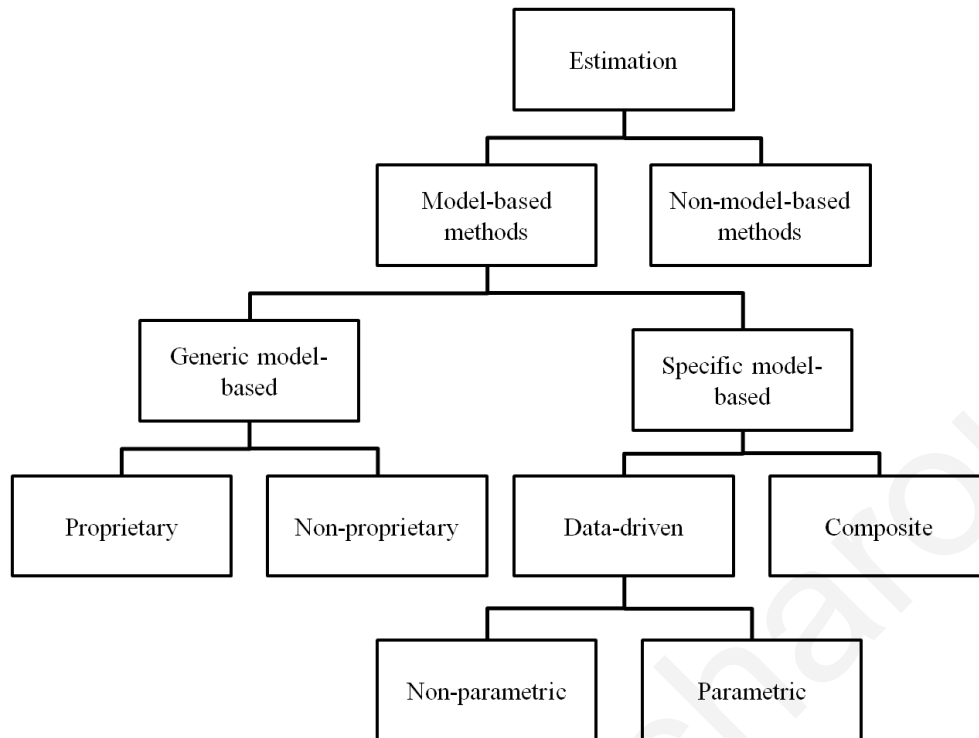 Estimation
Model-based
methods
Non-model-based
methods
Generic model-
based
Specific model-
based
Proprietary
Non-proprietary
Data-driven
Composite
Non-parametric
Parametric